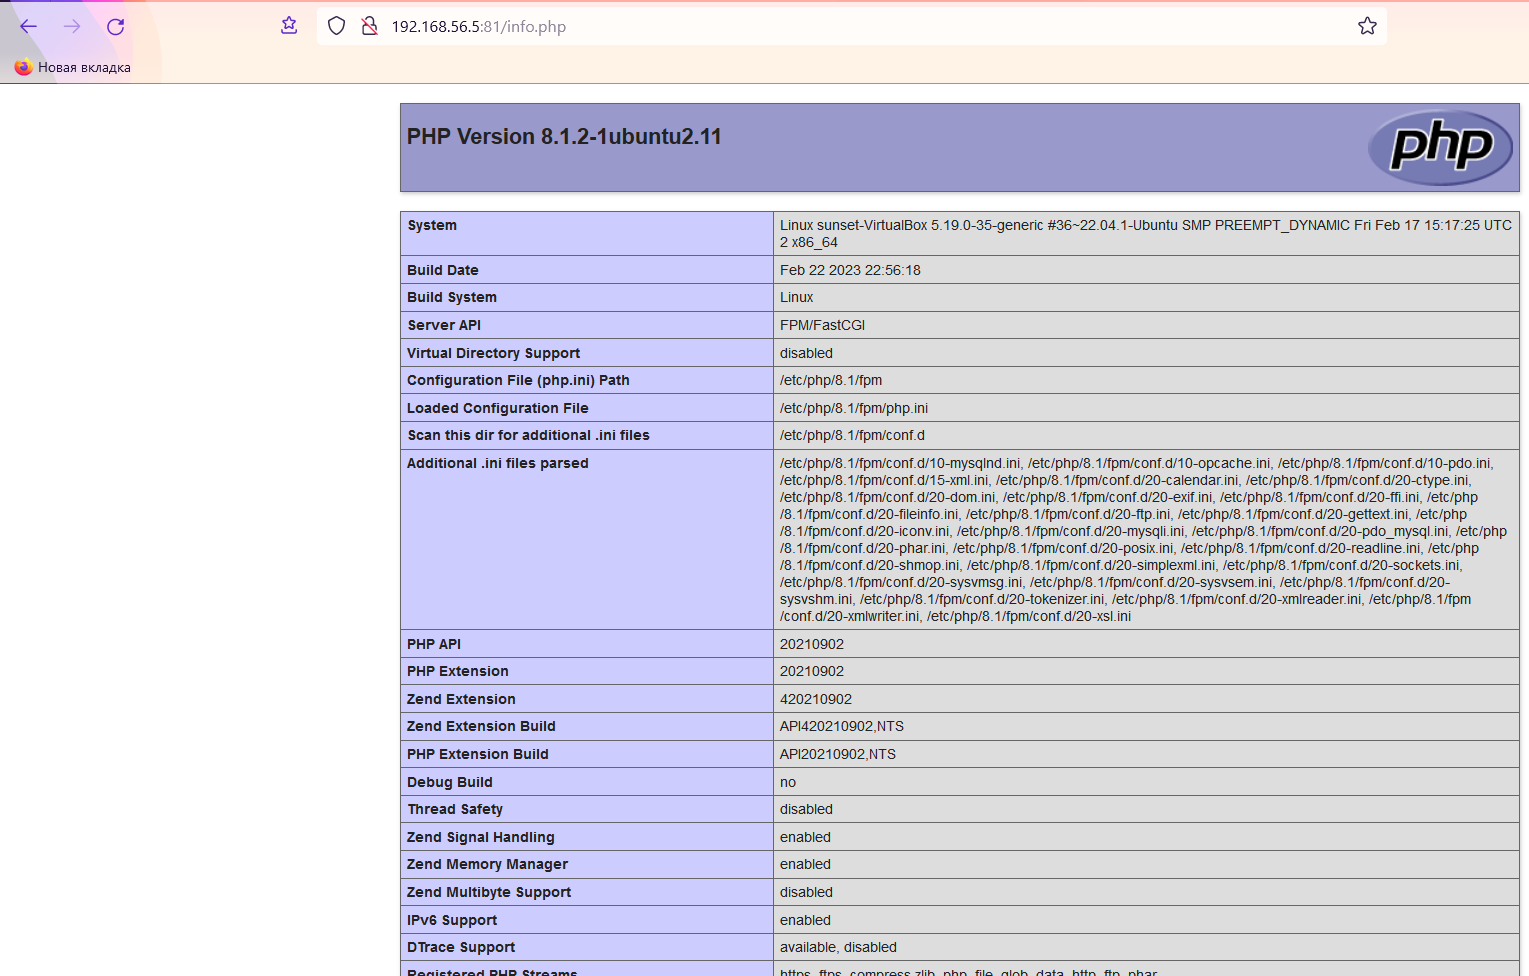 192.168.56.5:81/info.php
Новая вкладка
PHP Version 8.1.2-1ubuntu2.11
php
System
Linux sunset-VirtualBox 5.19.0-35-generic #36~22.04.1-Ubuntu SMP PREEMPT_DYNAMIC Fri Feb 17 15:17:25 UTC
2 x86_64
Build Date
Feb 22 2023 22:56:18
Build System
Linux
Server API
FPM/FastCGI
Virtual Directory Support
disabled
Configuration File (php.ini) Path
/etc/php/8.1/fpm
Loaded Configuration File
/etc/php/8.1/fpm/php.ini
Scan this dir for additional .ini files
/etc/php/8.1/fpm/conf.d
Additional .ini files parsed
/etc/php/8.1/fpm/conf.d/10-mysqlnd.ini, /etc/php/8.1/fpm/conf.d/10-opcache.ini, /etc/php/8.1/fpm/conf.d/10-pdo.ini,
/etc/php/8.1/fpm/conf.d/15-xml.ini, /etc/php/8.1/fpm/conf.d/20-calendar.ini, /etc/php/8.1/fpm/conf.d/20-ctype.ini,
/etc/php/8.1/fpm/conf.d/20-dom.ini, /etc/php/8.1/fpm/conf.d/20-exif.ini, /etc/php/8.1/fpm/conf.d/20-ffi.ini, /etc/php
/8.1/fpm/conf.d/20-fileinfo.ini, /etc/php/8.1/fpm/conf.d/20-ftp.ini, /etc/php/8.1/fpm/conf.d/20-gettext.ini, /etc/php
/8.1/fpm/conf.d/20-iconv.ini, /etc/php/8.1/fpm/conf.d/20-mysqli.ini, /etc/php/8.1/fpm/conf.d/20-pdo_mysql.ini, /etc/php
/8.1/fpm/conf.d/20-phar.ini, /etc/php/8.1/fpm/conf.d/20-posix.ini, /etc/php/8.1/fpm/conf.d/20-readline.ini, /etc/php
/8.1/fpm/conf.d/20-shmop.ini, /etc/php/8.1/fpm/conf.d/20-simplexml.ini, /etc/php/8.1/fpm/conf.d/20-sockets.ini,
/etc/php/8.1/fpm/conf.d/20-sysvmsg.ini, /etc/php/8.1/fpm/conf.d/20-sysvsem.ini, /etc/php/8.1/fpm/conf.d/20-
sysvshm.ini, /etc/php/8.1/fpm/conf.d/20-tokenizer.ini, /etc/php/8.1/fpm/conf.d/20-xmlreader.ini, /etc/php/8.1/fpm
/conf.d/20-xmlwriter.ini, /etc/php/8.1/fpm/conf.d/20-xsl.ini
PHP API
20210902
PHP Extension
20210902
Zend Extension
420210902
Zend Extension Build
API420210902,NTS
PHP Extension Build
API20210902,NTS
Debug Build
no
Thread Safety
disabled
Zend Signal Handling
enabled
Zend Memory Manager
enabled
Zend Multibyte Support
disabled
IPv6 Support
enabled
DTrace Support
available, disabled
Registered PHP Streams
https, ftps, compress.zlib, php, file, glob, data, http, ftp, phar